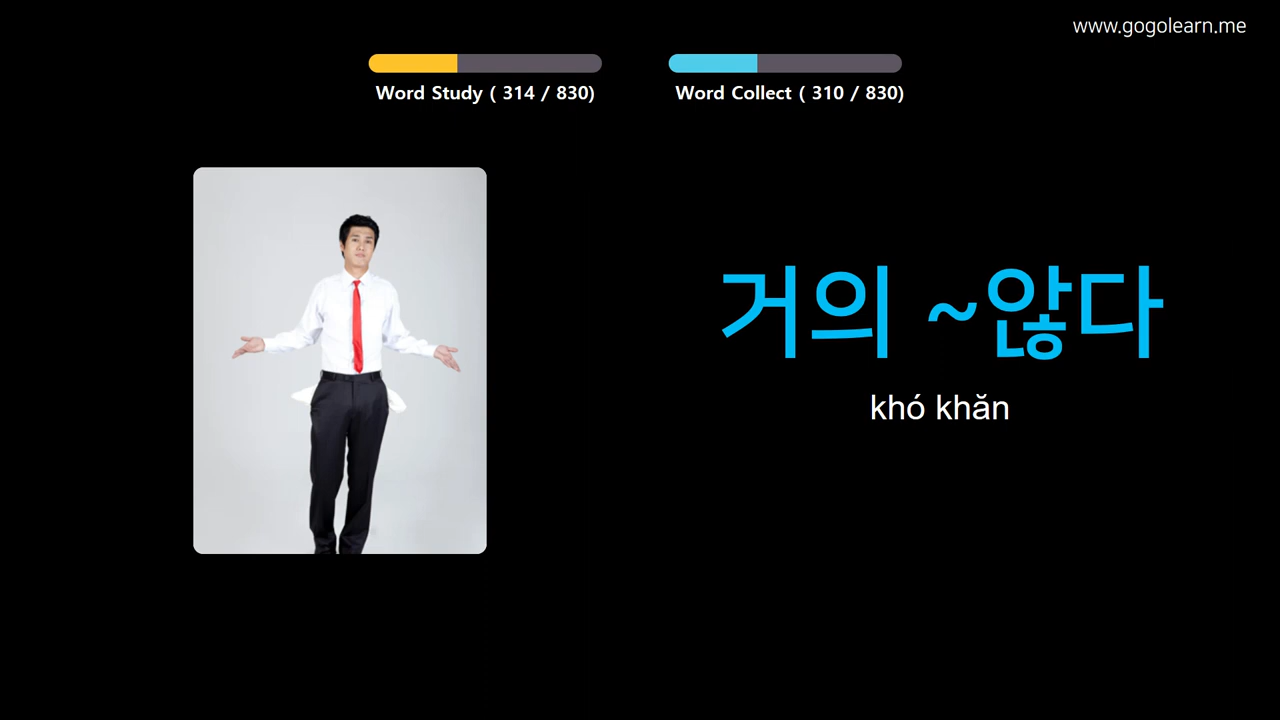 www.gogolearn.me
Word Study ( 314 / 830)
Word Collect ( 310 / 830)
거의 ~않다
khó khăn